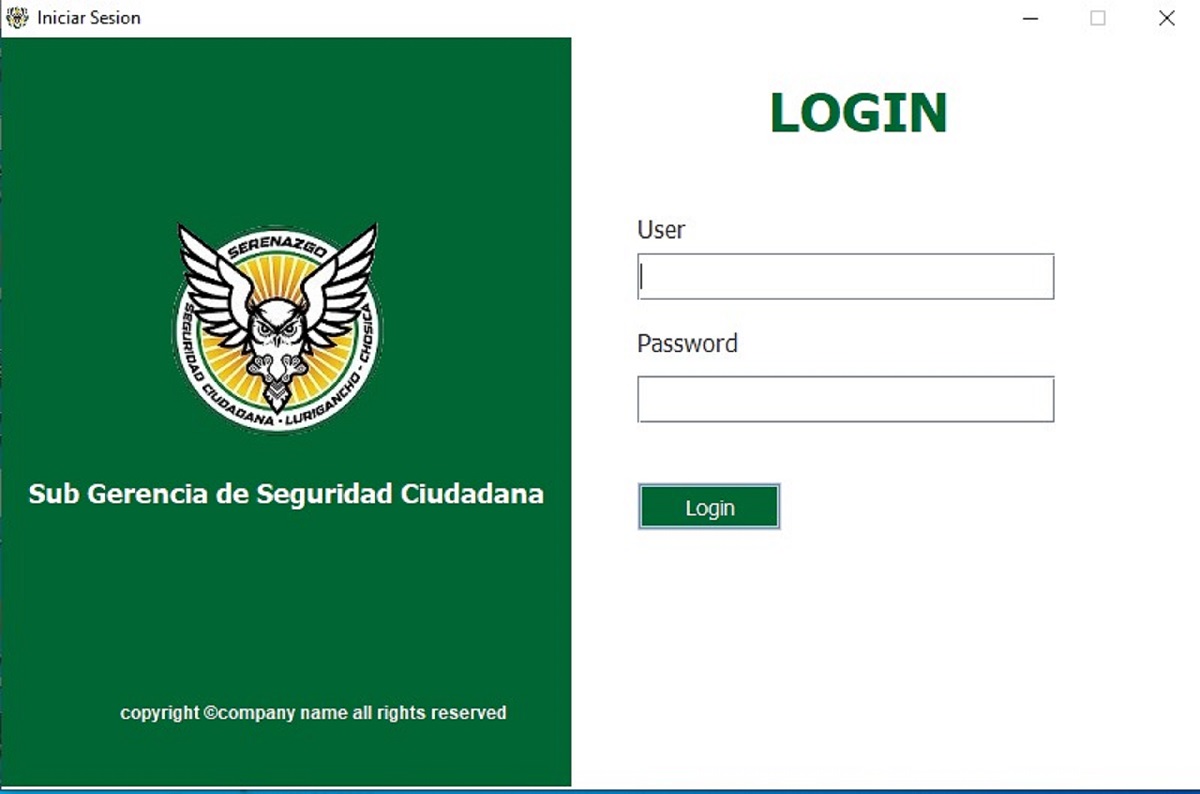 Iniciar Sesion
SERENAZGO
SEGURIDAD CIUDADANA - LURIGANCHO - CHOSICA
Sub Gerencia de Seguridad Ciudadana
copyright ©company name all rights reserved
LOGIN
User
Password
Login